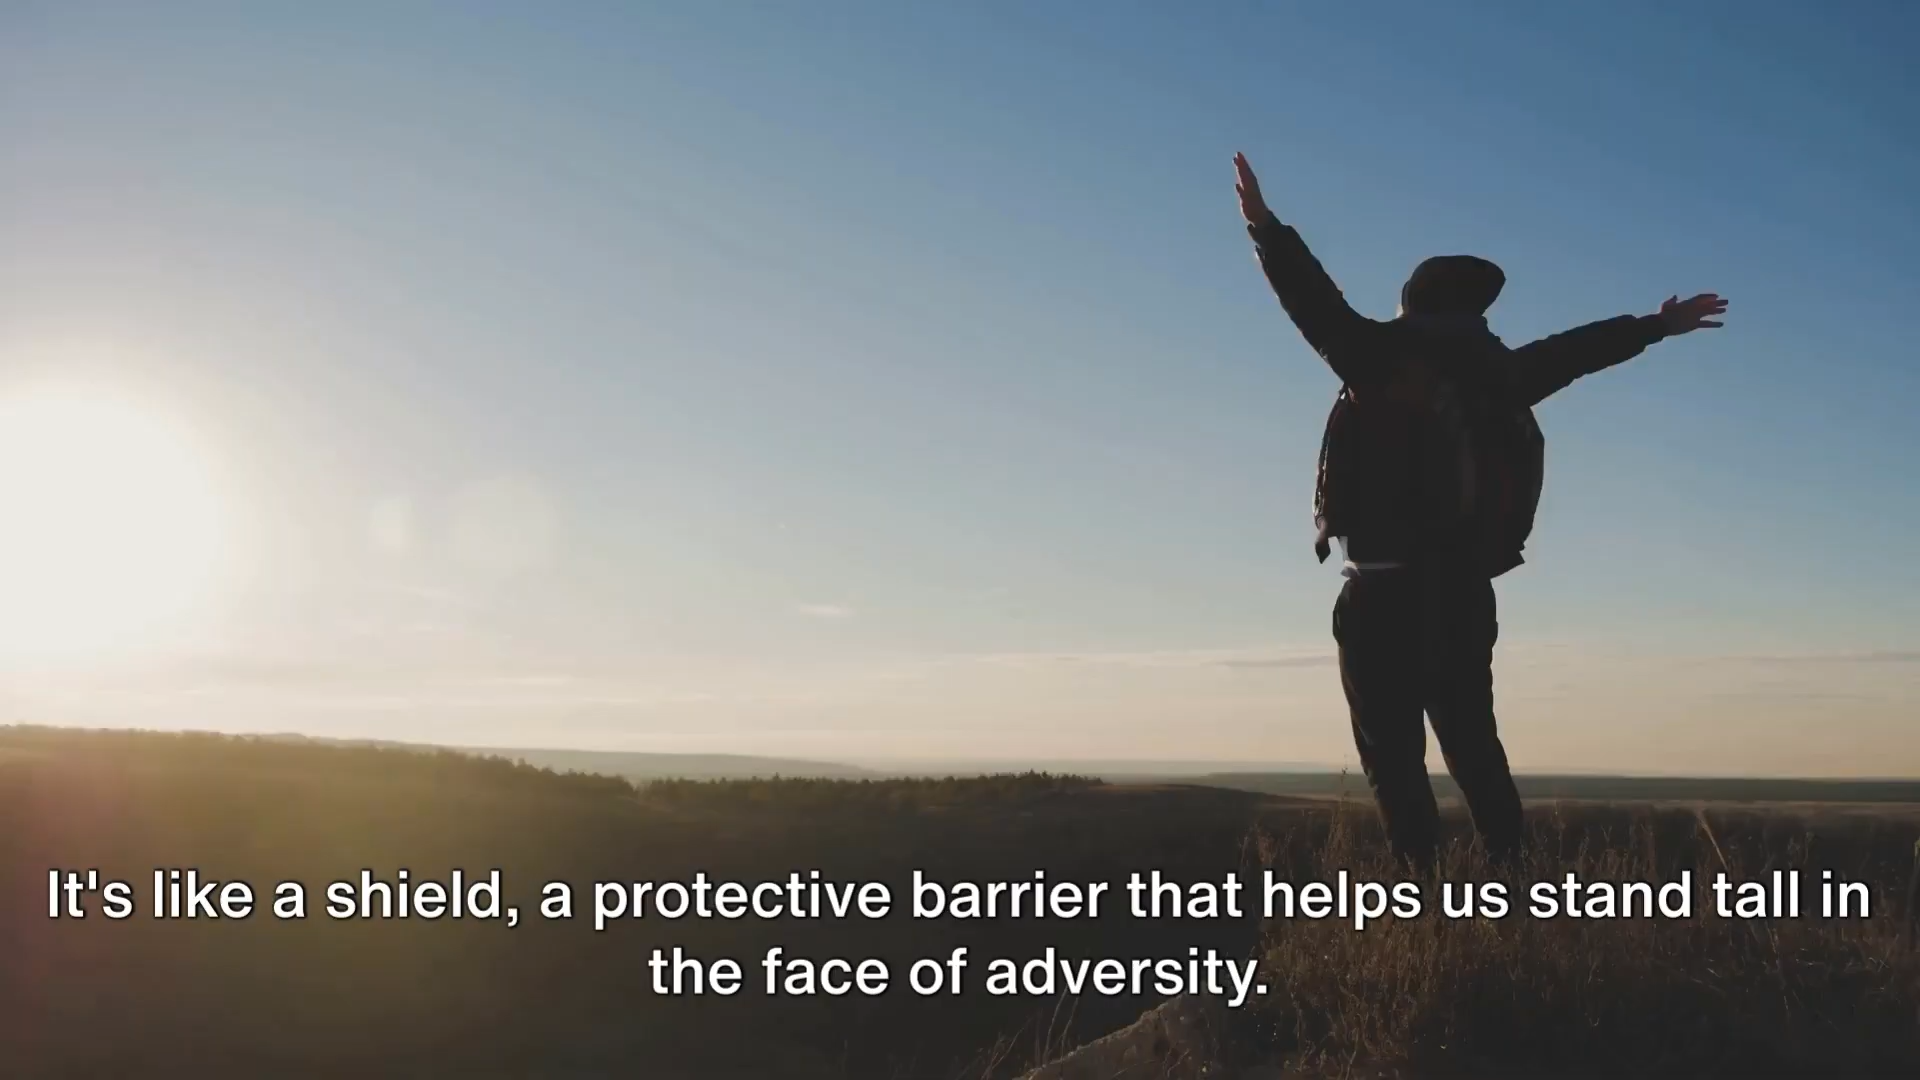 It's like a shield, a protective barrier that helps us stand tall in
the face of adversity.